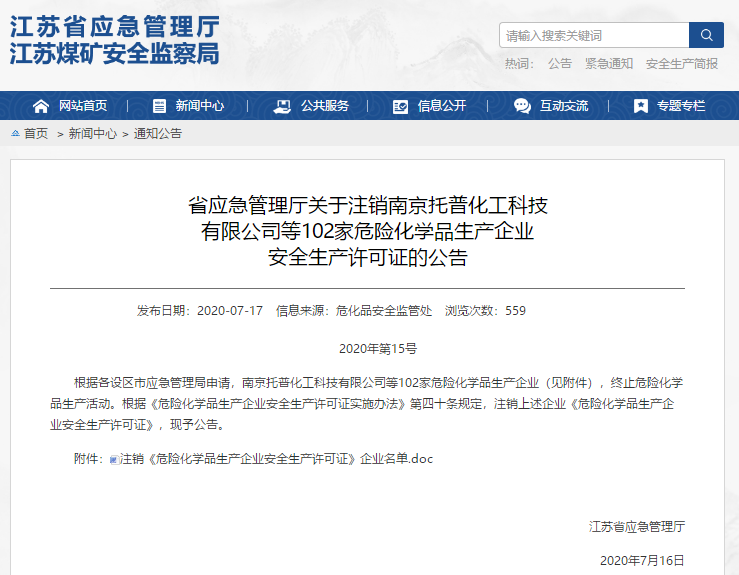 江苏省应急管理厅
江苏煤矿安全监察局
请输入搜索关键词
热词： 公告 紧急通知 安全生产简报
网站首页 新闻中心 公共服务 信息公开 互动交流 专题专栏
首页 > 新闻中心 > 通知公告
省应急管理厅关于注销南京托普化工科技
有限公司等102家危险化学品生产企业
安全生产许可证的公告
发布日期：2020-07-17 信息来源：危化品安全监管处 浏览次数：559
2020年第15号
根据各设区市应急管理局申请，南京托普化工科技有限公司等102家危险化学品生产企业（见附件），终止危险化学
品生产活动。根据《危险化学品生产企业安全生产许可证实施办法》第四十条规定，注销上述企业《危险化学品生产企
业安全生产许可证》，现予公告。
附件：注销《危险化学品生产企业安全生产许可证》企业名单.doc
江苏省应急管理厅
2020年7月16日